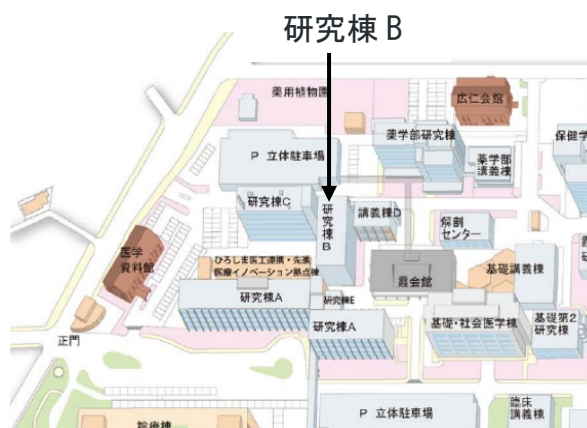 研究棟 B
薬用植物園
広仁会館
薬学部研究棟
保健学
P 立体駐車場
薬学部
講義棟
研究棟C
研究棟B
講義棟D
解剖
センター
医学
資料館
ひろしま医工連携・先進
医療イノベーション拠点棟
霞会館
基礎講義棟
研究棟A
研究棟E
正門
研究棟A
基礎・社会医学棟
基礎第2
研究棟
P 立体駐車場
臨床
講義棟
診療棟